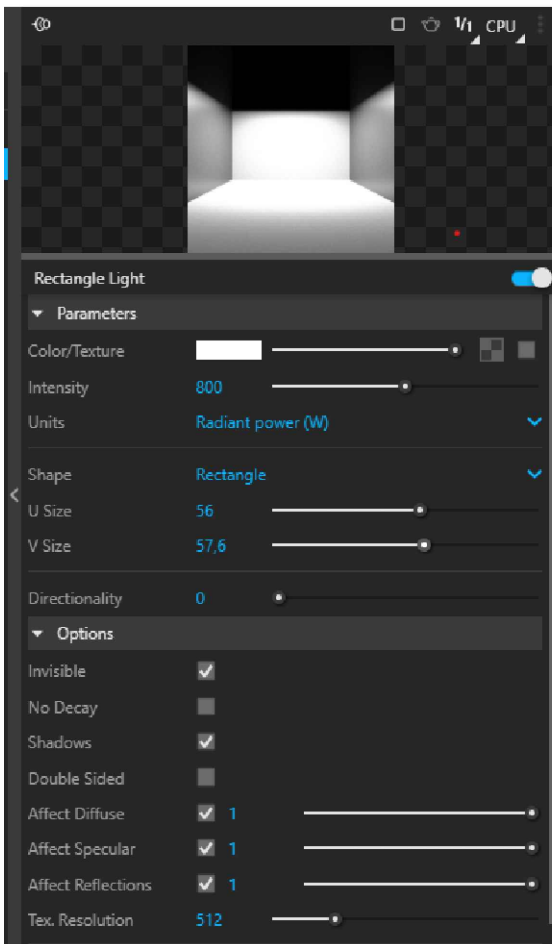 1/1 CPU
Rectangle Light
Parameters
Color/Texture
Intensity 800
Units Radiant power (W)
Shape Rectangle
U Size 56
V Size 57,6
Directionality 0
Options
Invisible
No Decay
Shadows
Double Sided
Affect Diffuse 1
Affect Specular 1
Affect Reflections 1
Tex. Resolution 512